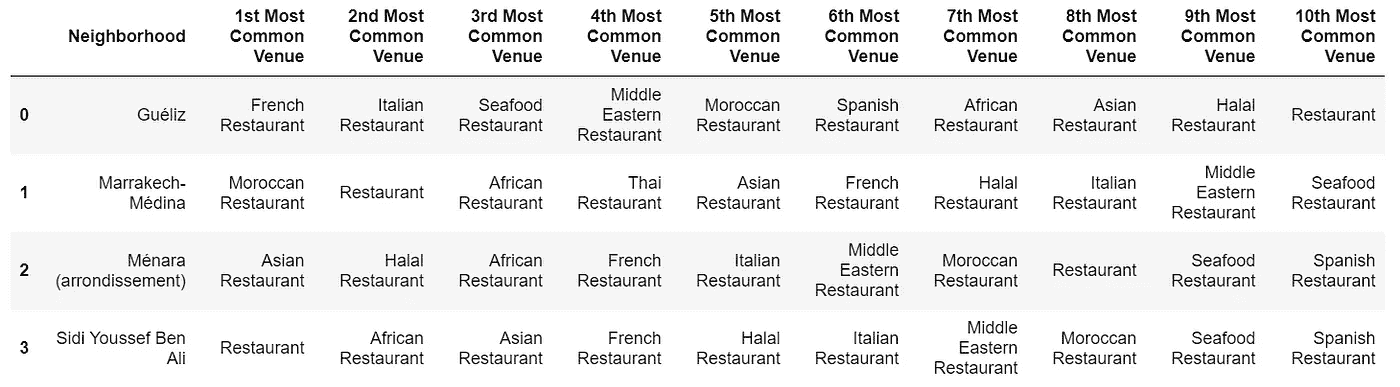 Neighborhood 1st Most Common Venue 2nd Most Common Venue 3rd Most Common Venue 4th Most Common Venue 5th Most Common Venue 6th Most Common Venue 7th Most Common Venue 8th Most Common Venue 9th Most Common Venue 10th Most Common Venue
0 Guéliz French Restaurant Italian Restaurant Seafood Restaurant Middle Eastern Restaurant Moroccan Restaurant Spanish Restaurant African Restaurant Asian Restaurant Halal Restaurant Restaurant
1 Marrakech-Médina Moroccan Restaurant Restaurant African Restaurant Thai Restaurant Asian Restaurant French Restaurant Halal Restaurant Italian Restaurant Middle Eastern Restaurant Seafood Restaurant
2 Ménara (arrondissement) Asian Restaurant Halal Restaurant African Restaurant French Restaurant Italian Restaurant Middle Eastern Restaurant Moroccan Restaurant Restaurant Seafood Restaurant Spanish Restaurant
3 Sidi Youssef Ben Ali Restaurant African Restaurant Asian Restaurant French Restaurant Halal Restaurant Italian Restaurant Middle Eastern Restaurant Moroccan Restaurant Seafood Restaurant Spanish Restaurant